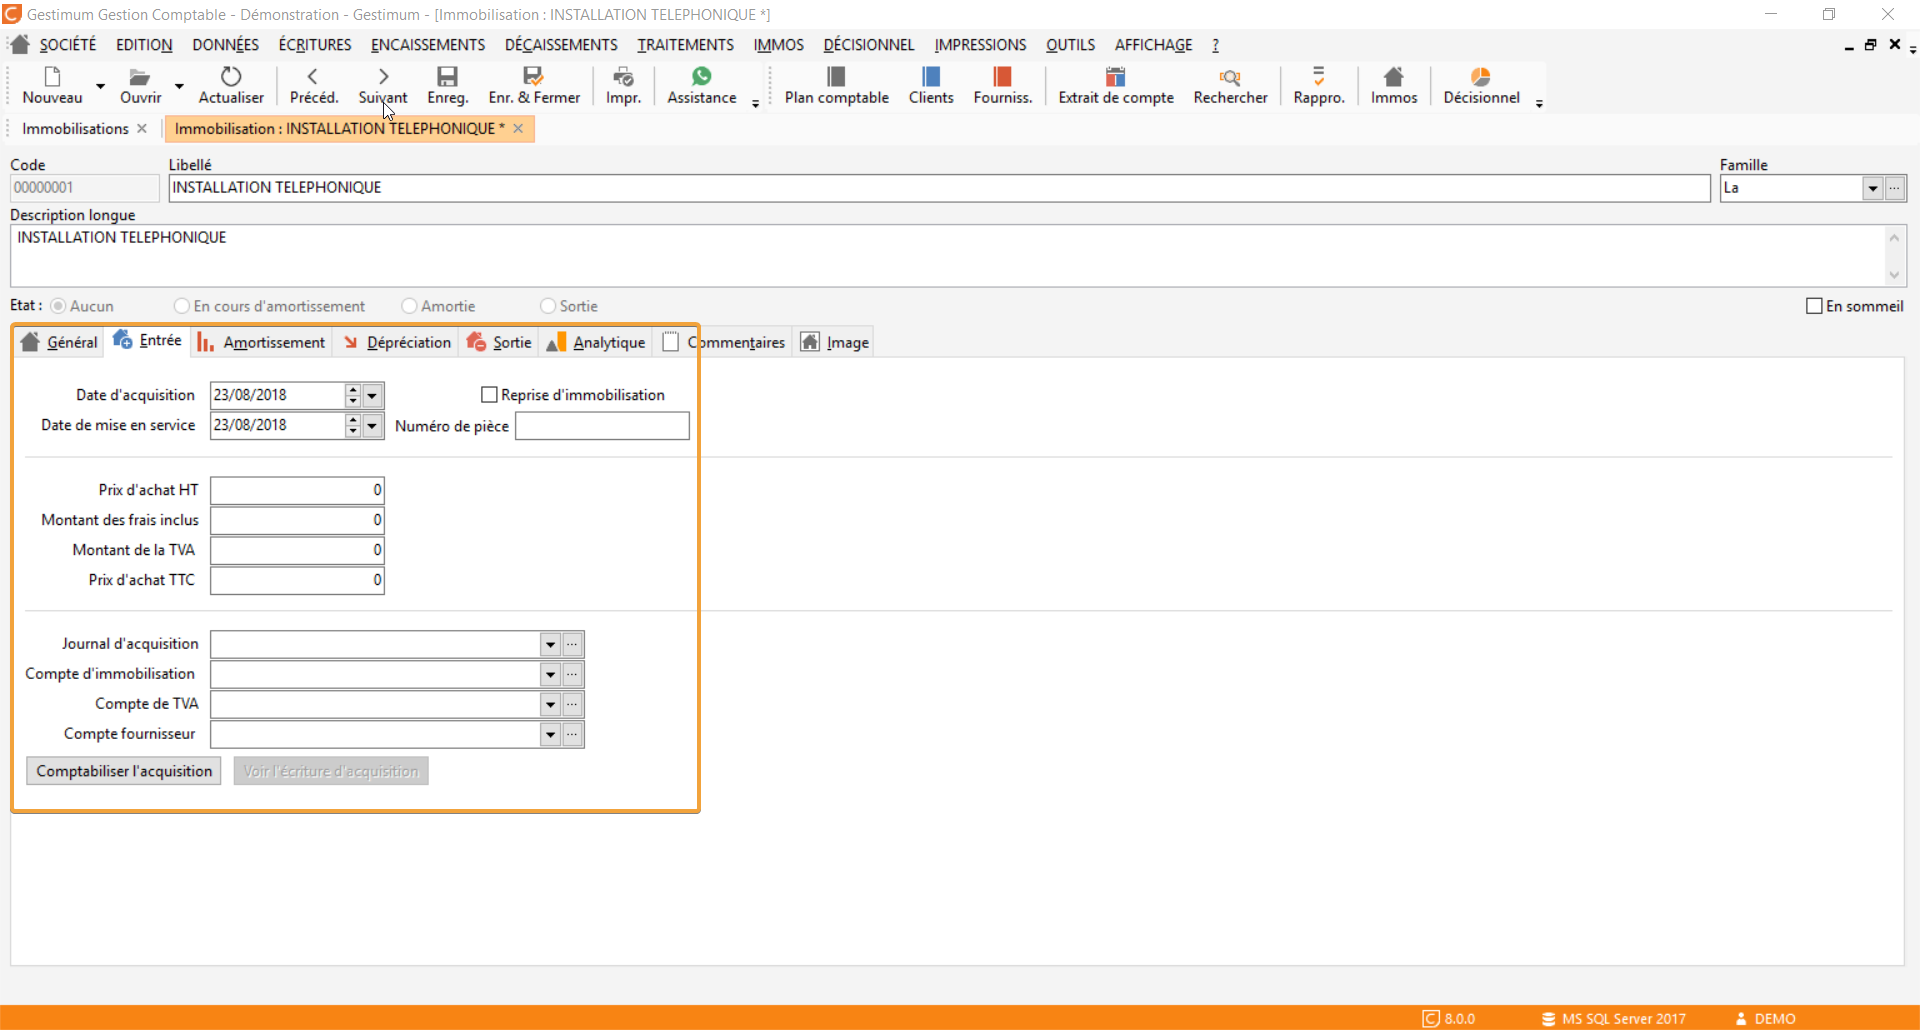 Gestimum Gestion Comptable - Démonstration - Gestimum - [Immobilisation : INSTALLATION TELEPHONIQUE *]
SOCIÉTÉ EDITION DONNÉES ÉCRITURES ENCAISSEMENTS DÉCAISSEMENTS TRAITEMENTS IMMOS DÉCISIONNEL IMPRESSIONS OUTILS AFFICHAGE ?
Nouveau Ouvrir Actualiser Précéd. Suivant Enreg. Enr. & Fermer Impr. Assistance Plan comptable Clients Fourniss. Extrait de compte Rechercher Rappro. Immos Décisionnel
Immobilisations Immobilisation : INSTALLATION TELEPHONIQUE *
Code Libellé Famille
00000001 INSTALLATION TELEPHONIQUE La
Description longue
INSTALLATION TELEPHONIQUE
Etat : Aucun En cours d'amortissement Amortie Sortie En sommeil
Général Entrée Amortissement Dépréciation Sortie Analytique Commentaires Image
Date d'acquisition 23/08/2018 Reprise d'immobilisation
Date de mise en service 23/08/2018 Numéro de pièce
Prix d'achat HT 0
Montant des frais inclus 0
Montant de la TVA 0
Prix d'achat TTC 0
Journal d'acquisition
Compte d'immobilisation
Compte de TVA
Compte fournisseur
Comptabiliser l'acquisition Voir l'écriture d'acquisition
8.0.0 MS SQL Server 2017 DEMO